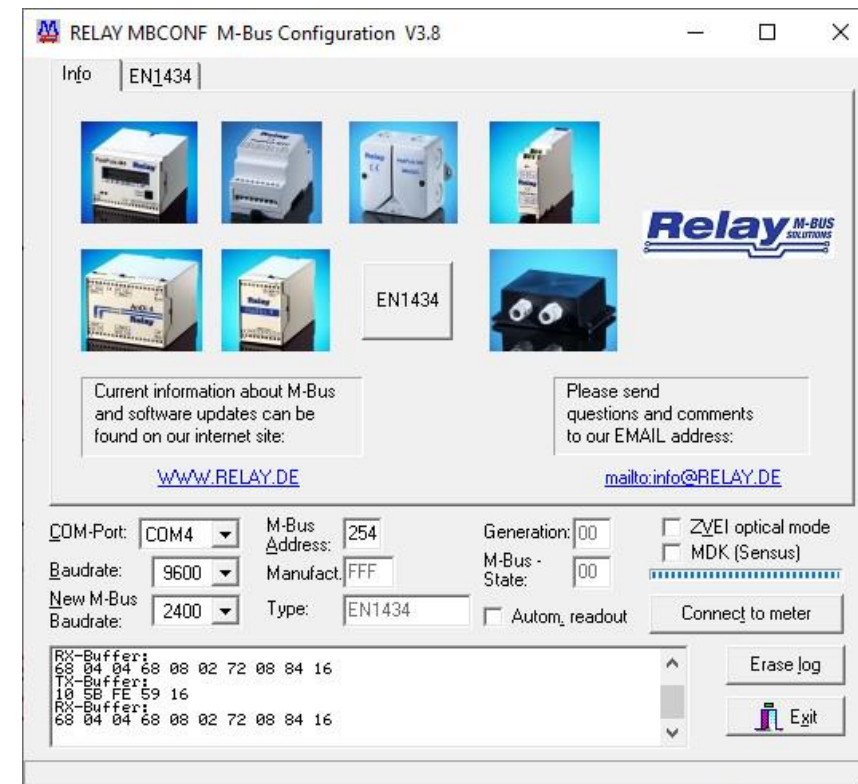 RELAY MBCONF M-Bus Configuration V3.8
Info
EN1434
Relay M-BUS SOLUTIONS
EN1434
Current information about M-Bus
and software updates can be
found on our internet site:
WWW.RELAY.DE
Please send
questions and comments
to our EMAIL address:
mailto:info@RELAY.DE
COM-Port: COM4
M-Bus Address: 254
Generation: 00
ZVEI optical mode
MDK (Sensus)
Baudrate: 9600
Manufact. FFF
M-Bus - State: 00
New M-Bus Baudrate: 2400
Type: EN1434
Autom. readout
Connect to meter
RX-Buffer:
68 04 04 68 08 02 72 08 84 16
TX-Buffer:
10 5B FE 59 16
RX-Buffer:
68 04 04 68 08 02 72 08 84 16
Erase log
Exit